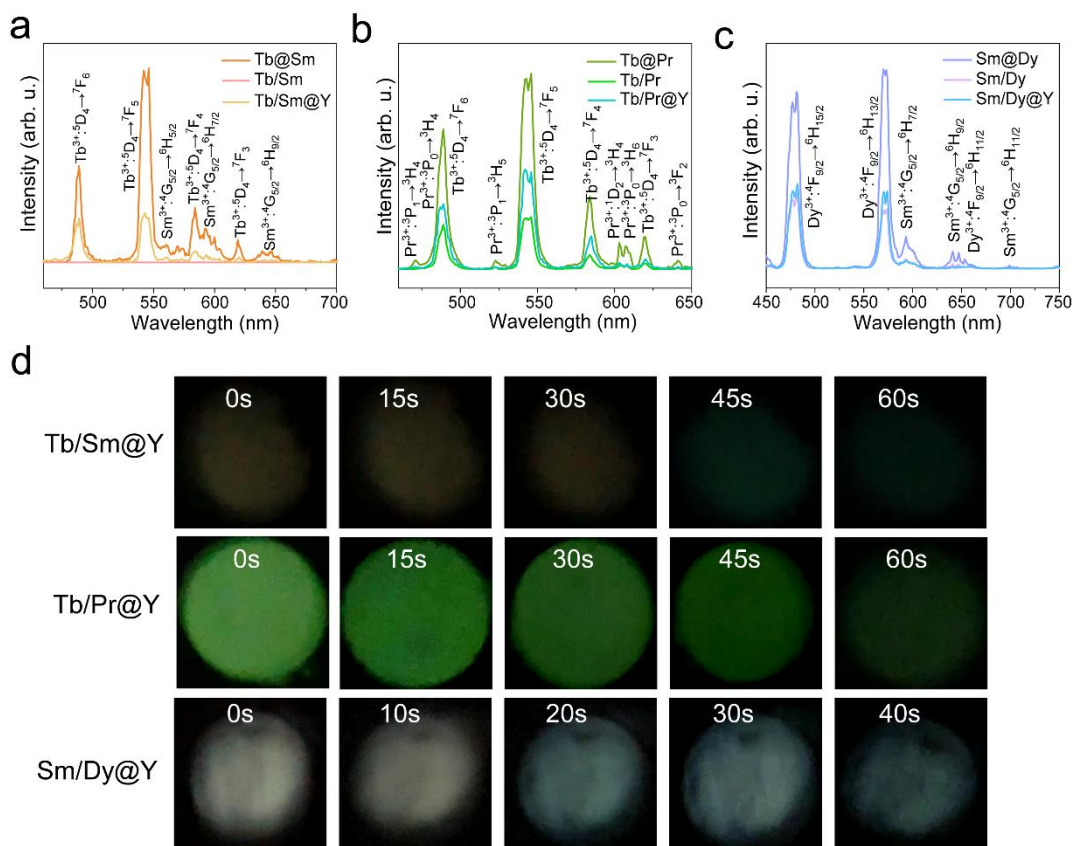 a
Intensity (arb. u.)
Tb@Sm
Tb/Sm
Tb/Sm@Y
Tb³⁺:⁵D₄→⁷F₆
Tb³⁺:⁵D₄→⁷F₅
Sm³⁺:⁴G₅/₂→⁶H₅/₂
Tb³⁺:⁵D₄→⁷F₄
Sm³⁺:⁴G₅/₂→⁶H₇/₂
Tb³⁺:⁵D₄→⁷F₃
Sm³⁺:⁴G₅/₂→⁶H₉/₂
500 550 600 650 700
Wavelength (nm)
b
Intensity (arb. u.)
Tb@Pr
Tb/Pr
Tb/Pr@Y
Pr³⁺:³P₁→³H₄
Pr³⁺:³P₀→³H₄
Tb³⁺:⁵D₄→⁷F₆
Pr³⁺:³P₁→³H₅
Tb³⁺:⁵D₄→⁷F₅
Tb³⁺:⁵D₄→⁷F₄
Pr³⁺:¹D₂→³H₄
Pr³⁺:³P₀→³H₆
Tb³⁺:⁵D₄→⁷F₃
Pr³⁺:³P₀→³F₂
500 550 600 650
Wavelength (nm)
c
Intensity (arb. u.)
Sm@Dy
Sm/Dy
Sm/Dy@Y
Dy³⁺:⁴F₉/₂→⁶H₁₅/₂
Dy³⁺:⁴F₉/₂→⁶H₁₃/₂
Sm³⁺:⁴G₅/₂→⁶H₇/₂
Sm³⁺:⁴G₅/₂→⁶H₉/₂
Dy³⁺:⁴F₉/₂→⁶H₁₁/₂
Sm³⁺:⁴G₅/₂→⁶H₁₁/₂
450 500 550 600 650 700 750
Wavelength (nm)
d
Tb/Sm@Y
0s 15s 30s 45s 60s
Tb/Pr@Y
0s 15s 30s 45s 60s
Sm/Dy@Y
0s 10s 20s 30s 40s